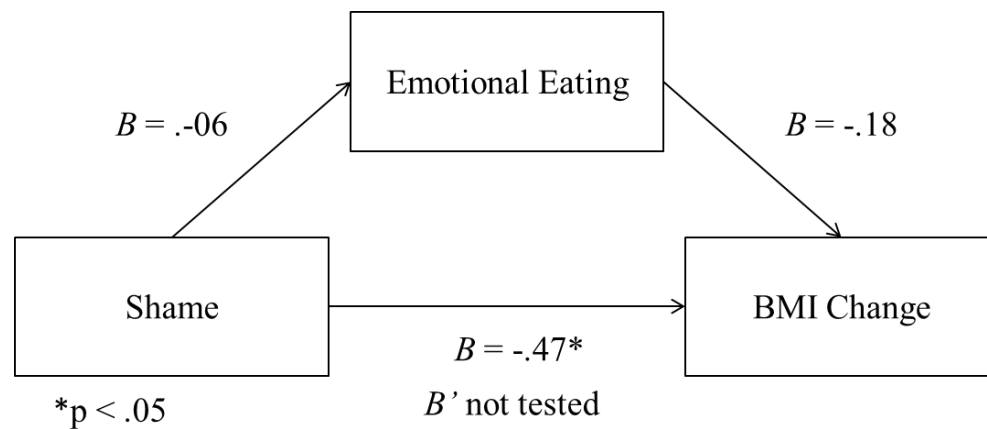 Emotional Eating
B = .-06
B = -.18
Shame
BMI Change
B = -.47*
*p < .05
B’ not tested